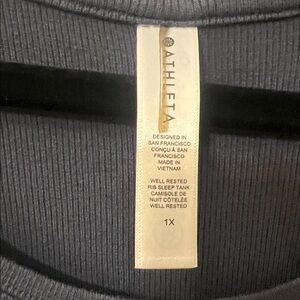 ATHLETA
DESIGNED IN
SAN FRANCISCO
CONÇU À SAN
FRANCISCO
MADE IN
VIETNAM
WELL RESTED
RIB SLEEP TANK
CAMISOLE DE
NUIT CÔTELÉE
WELL RESTED
1X